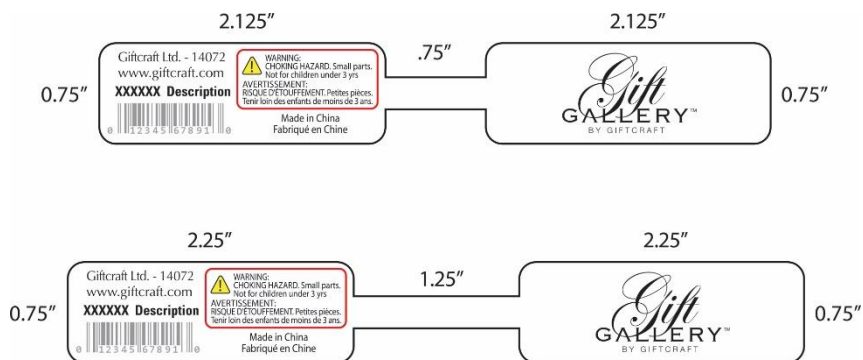 2.125"
2.125"
.75"
0.75"
Giftcraft Ltd. - 14072
www.giftcraft.com
XXXXXX Description
0 12345 67891 0
WARNING:
CHOKING HAZARD. Small parts.
Not for children under 3 yrs
AVERTISSEMENT:
RISQUE D'ÉTOUFFEMENT. Petites pièces.
Tenir loin des enfants de moins de 3 ans.
Made in China
Fabriqué en Chine
Gift
GALLERY™
BY GIFTCRAFT
0.75"
2.25"
2.25"
1.25"
0.75"
Giftcraft Ltd. - 14072
www.giftcraft.com
XXXXXX Description
0 12345 67891 0
WARNING:
CHOKING HAZARD. Small parts.
Not for children under 3 yrs
AVERTISSEMENT:
RISQUE D'ÉTOUFFEMENT. Petites pièces.
Tenir loin des enfants de moins de 3 ans.
Made in China
Fabriqué en Chine
Gift
GALLERY™
BY GIFTCRAFT
0.75"